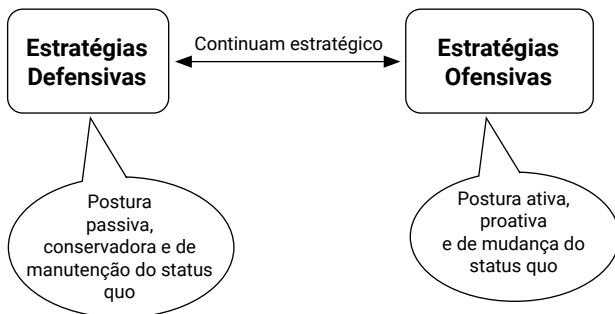 Estratégias
Defensivas
Continuam estratégico
Estratégias
Ofensivas
Postura
passiva,
conservadora e de
manutenção do status
quo
Postura ativa,
proativa
e de mudança do
status quo